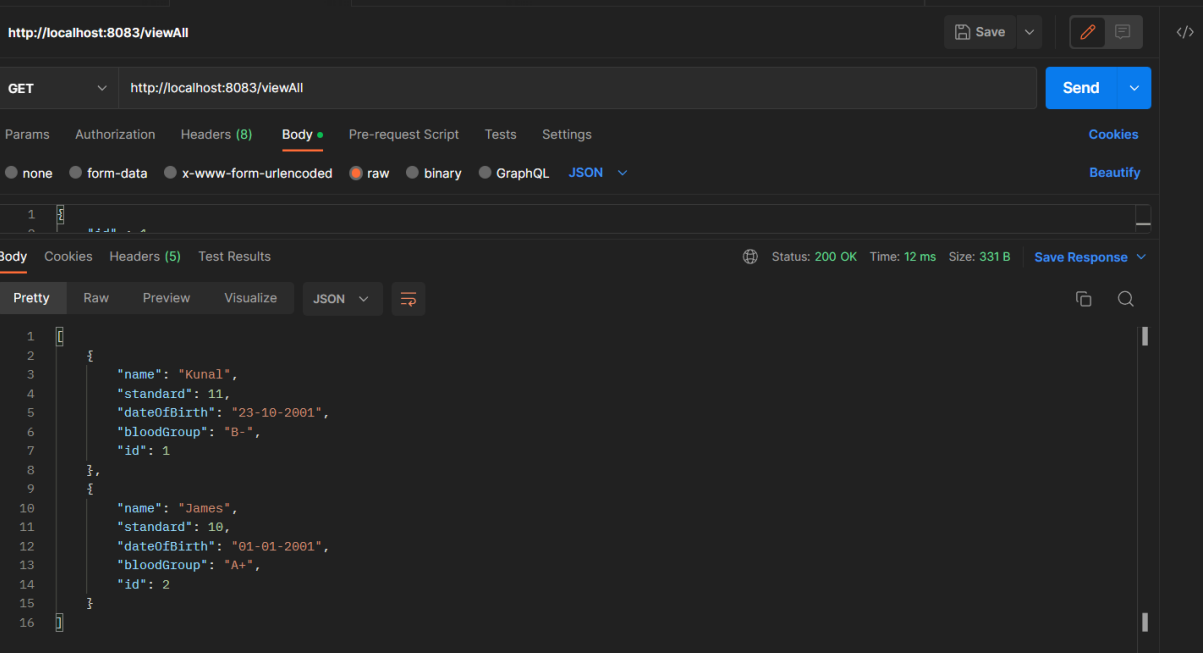 http://localhost:8083/viewAll
Save
</>
GET
http://localhost:8083/viewAll
Send
Params Authorization Headers (8) Body Pre-request Script Tests Settings Cookies
none form-data x-www-form-urlencoded raw binary GraphQL JSON Beautify
1 {
2 "id" : 1
Body Cookies Headers (5) Test Results Status: 200 OK Time: 12 ms Size: 331 B Save Response
Pretty Raw Preview Visualize JSON
1 [
2 {
3 "name": "Kunal",
4 "standard": 11,
5 "dateOfBirth": "23-10-2001",
6 "bloodGroup": "B-",
7 "id": 1
8 },
9 {
10 "name": "James",
11 "standard": 10,
12 "dateOfBirth": "01-01-2001",
13 "bloodGroup": "A+",
14 "id": 2
15 }
16 ]